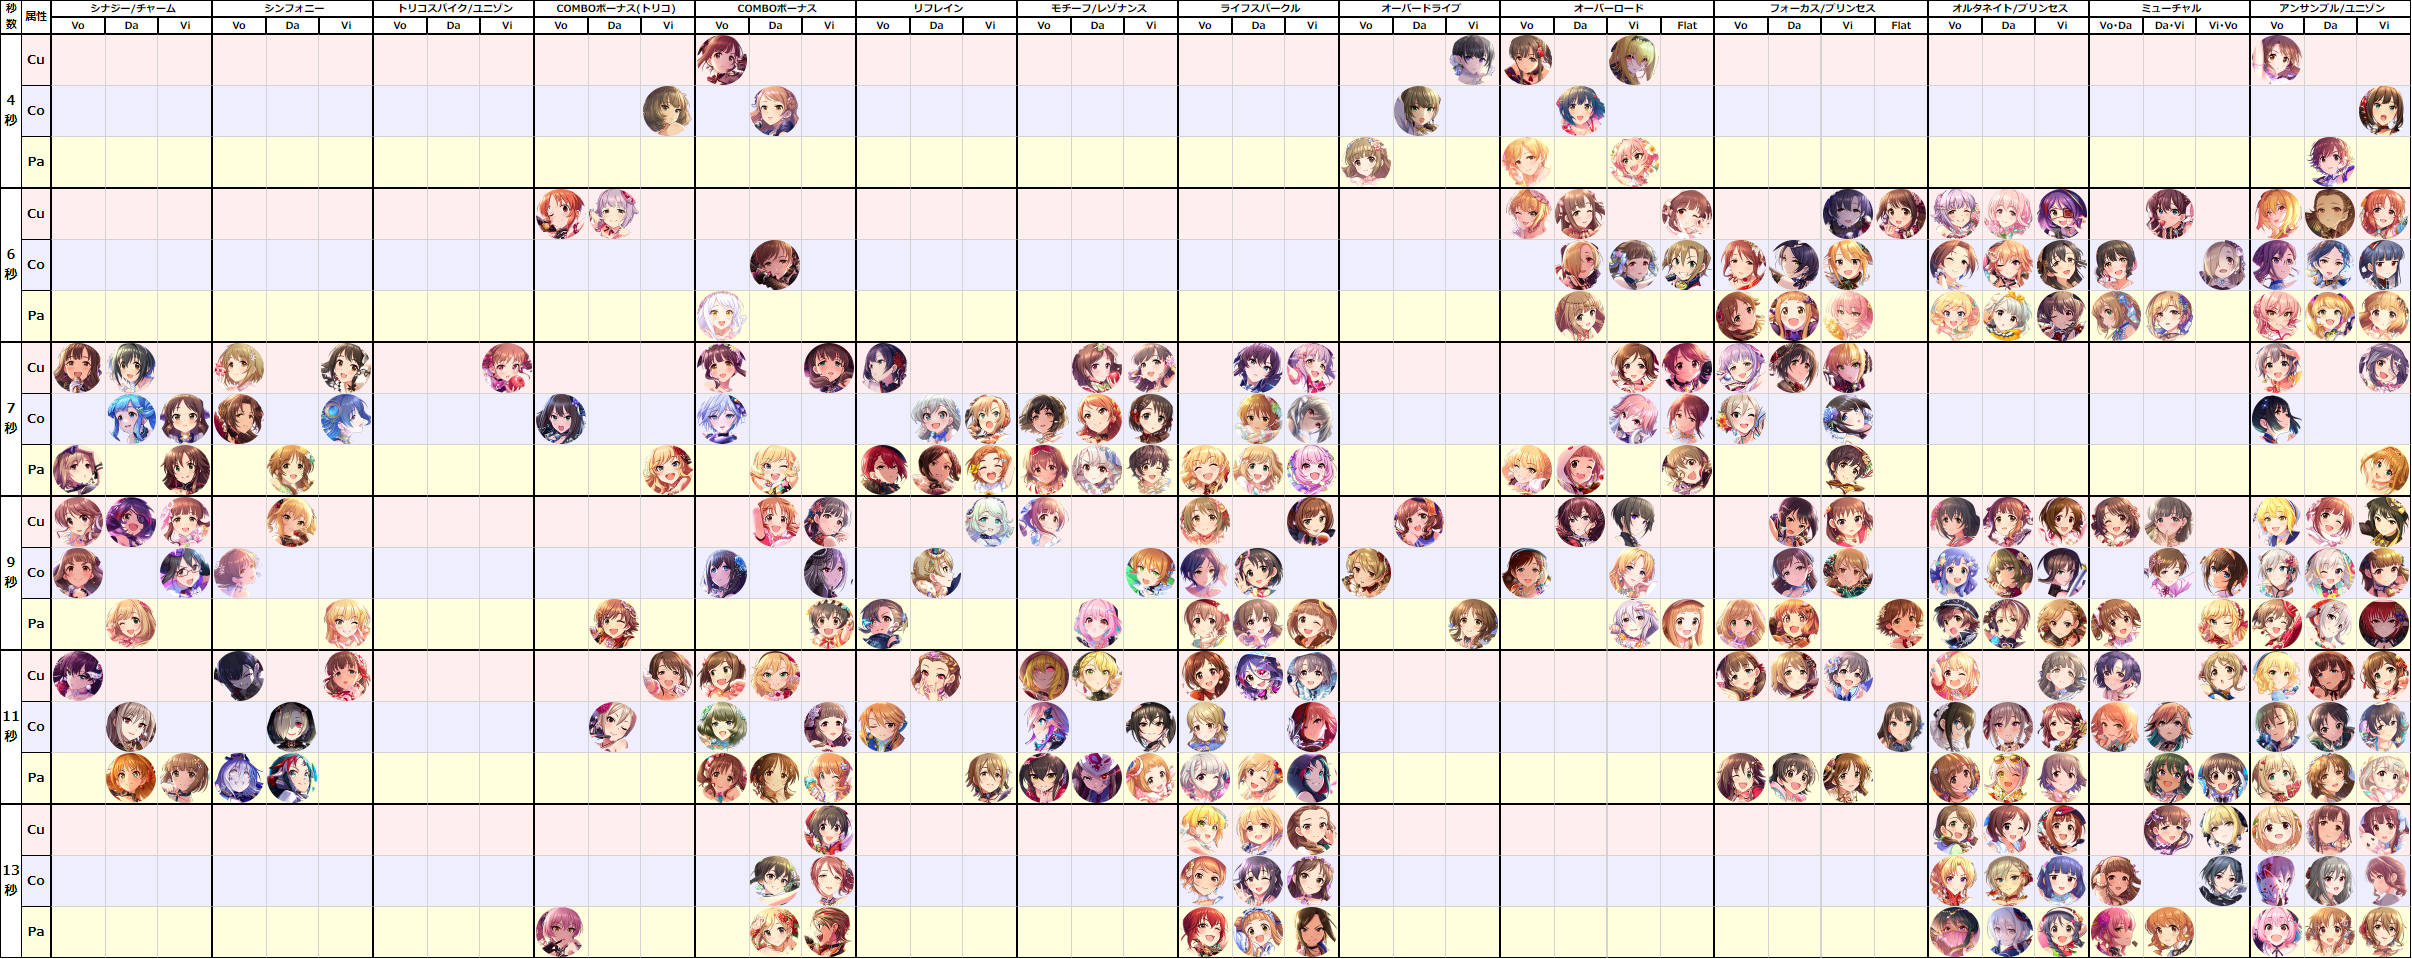 秒数 属性 シナジー/チャーム シンフォニー トリコスパイク/ユニゾン COMBOボーナス(トリコ) COMBOボーナス リフレイン モチーフ/レゾナンス ライフスパークル オーバードライブ オーバーロード フォーカス/プリンセス オルタネイト/プリンセス ミューチャル アンサンブル/ユニゾン
Vo Da Vi Vo Da Vi Vo Da Vi Vo Da Vi Vo Da Vi Vo Da Vi Vo Da Vi Vo Da Vi Vo Da Vi Vo Da Vi Flat Vo Da Vi Flat Vo Da Vi Vo・Da Da・Vi Vi・Vo Vo Da Vi
4秒
Cu
Co
Pa
6秒
Cu
Co
Pa
7秒
Cu
Co
Pa
9秒
Cu
Co
Pa
11秒
Cu
Co
Pa
13秒
Cu
Co
Pa